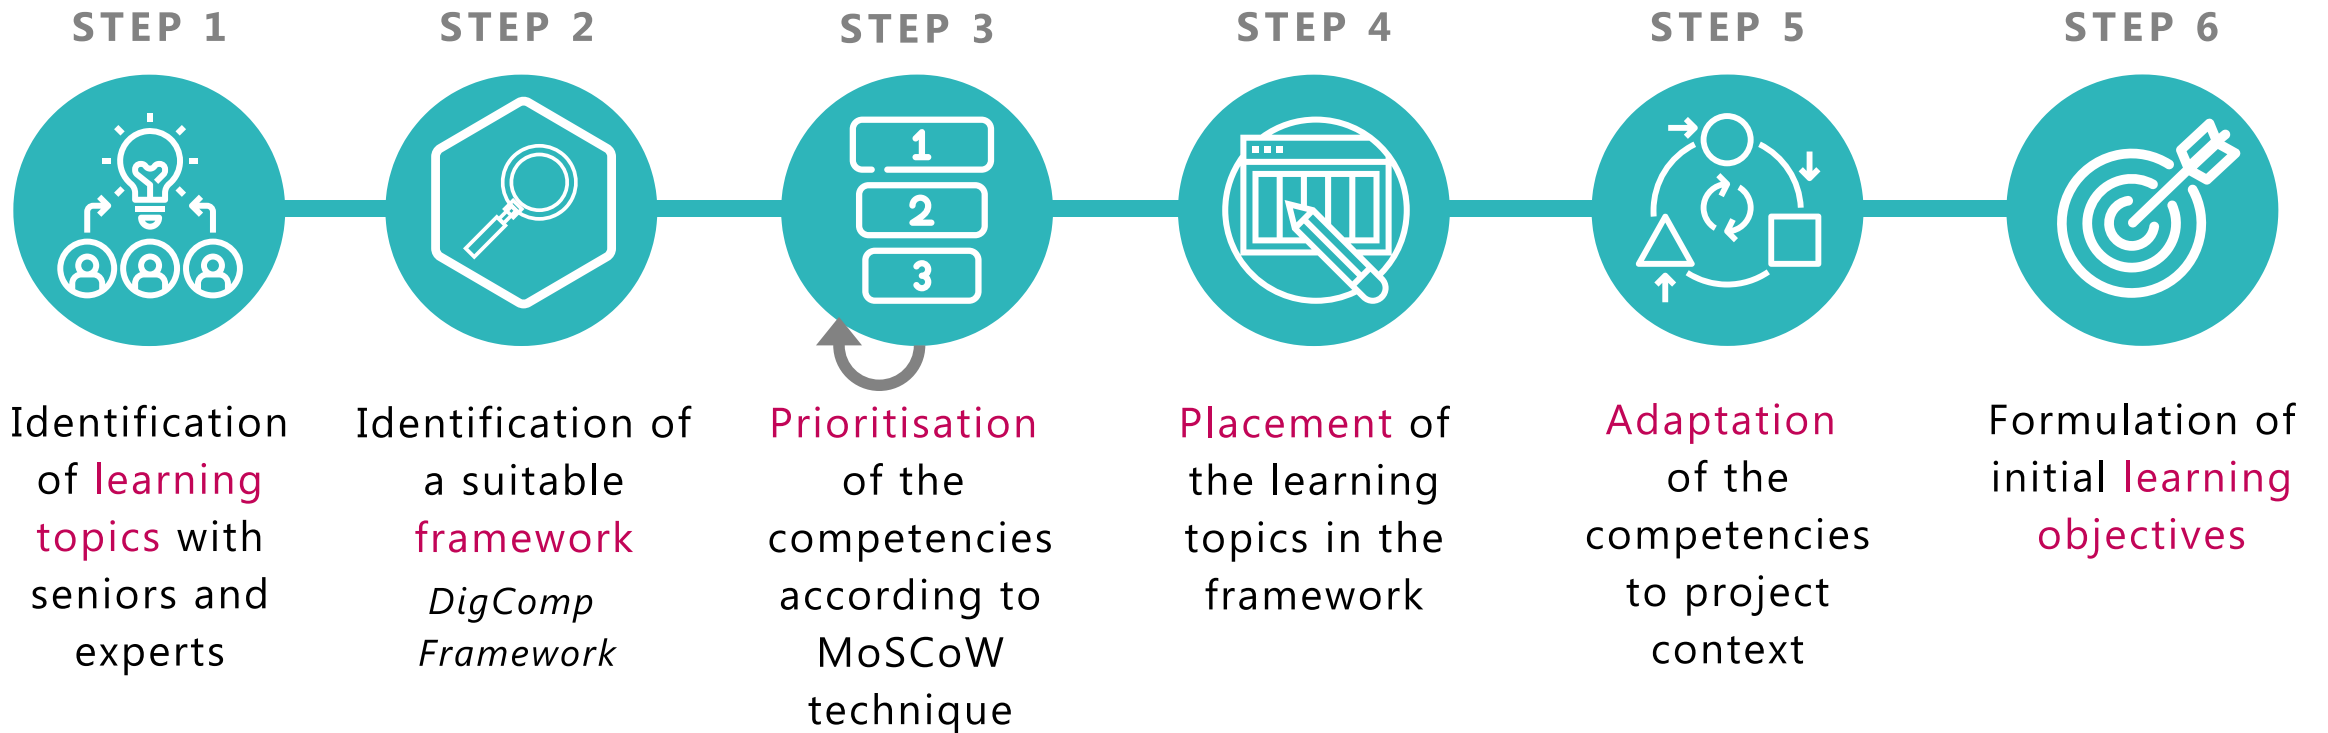 STEP 1
Identification
of learning
topics with
seniors and
experts
STEP 2
Identification of
a suitable
framework
DigComp
Framework
STEP 3
1
2
3
Prioritisation
of the
competencies
according to
MoSCoW
technique
STEP 4
Placement of
the learning
topics in the
framework
STEP 5
Adaptation
of the
competencies
to project
context
STEP 6
Formulation of
initial learning
objectives